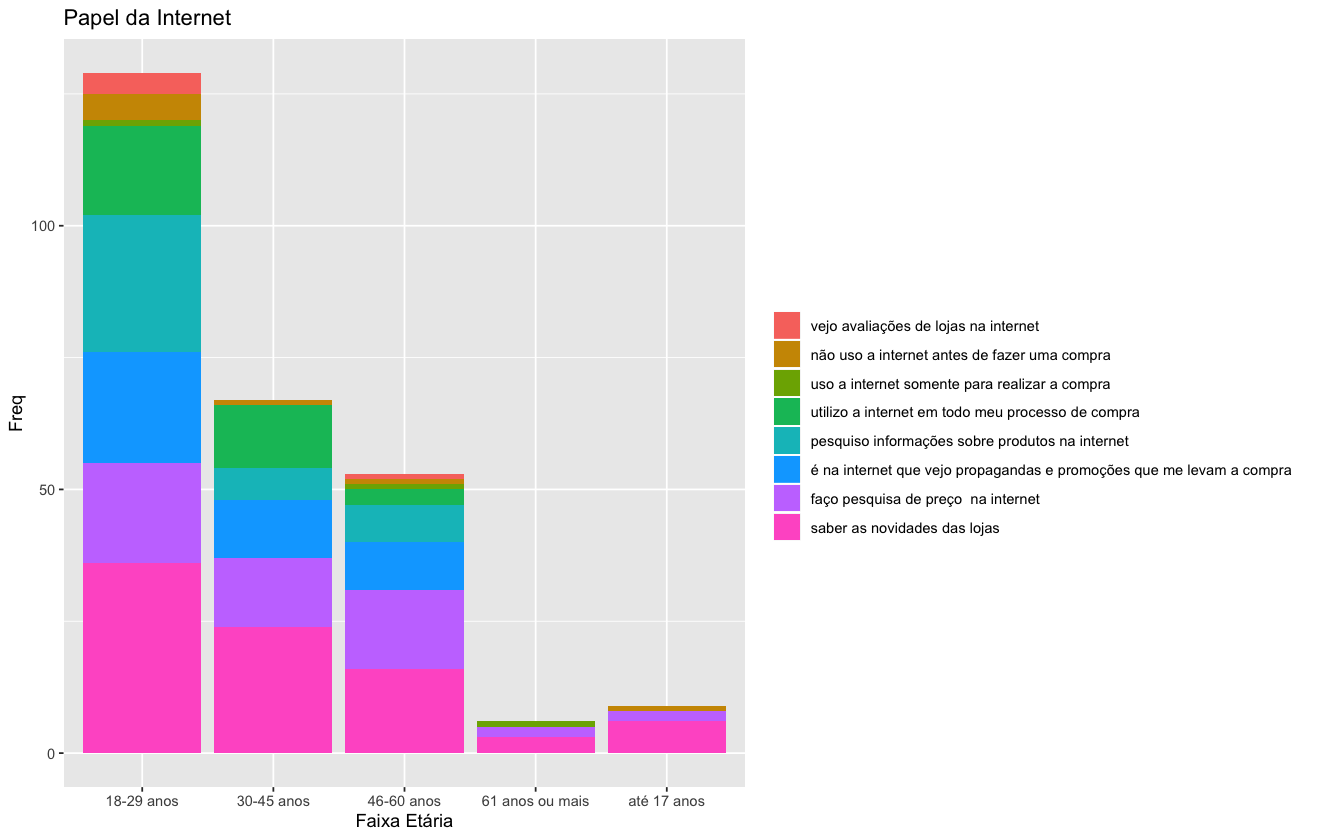 Papel da Internet
Freq
100
50
0
18-29 anos
30-45 anos
46-60 anos
61 anos ou mais
até 17 anos
Faixa Etária
vejo avaliações de lojas na internet
não uso a internet antes de fazer uma compra
uso a internet somente para realizar a compra
utilizo a internet em todo meu processo de compra
pesquiso informações sobre produtos na internet
é na internet que vejo propagandas e promoções que me levam a compra
faço pesquisa de preço  na internet
saber as novidades das lojas